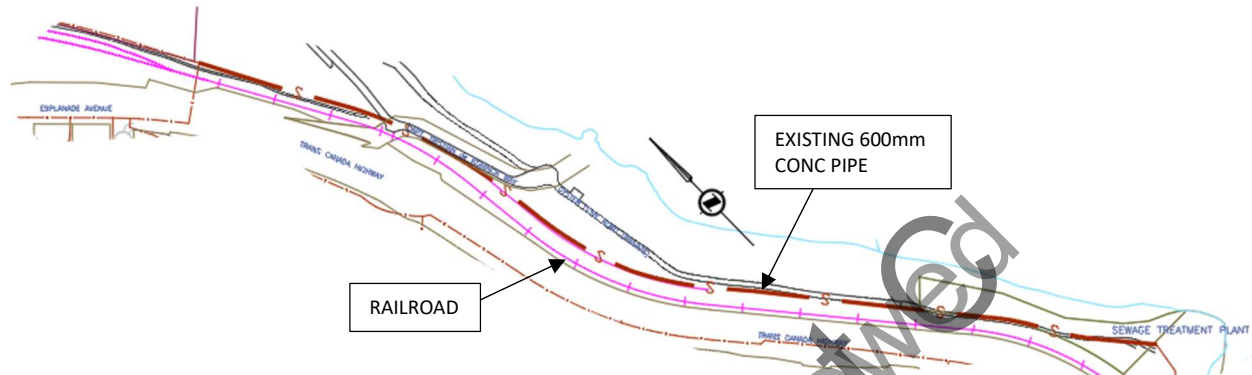 ESPLANADE AVENUE
TRANS CANADA HIGHWAY
EXISTING 600mm
CONC PIPE
RAILROAD
TRANS CANADA HIGHWAY
SEWAGE TREATMENT PLANT
S
S
S
S
S
S
S
S